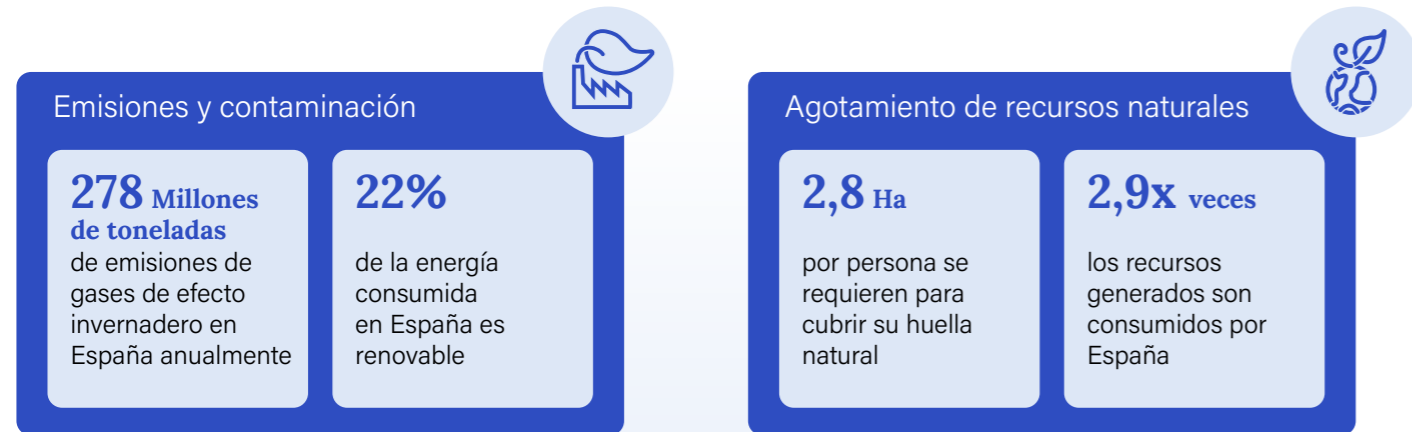 Emisiones y contaminación
278 Millones
de toneladas
de emisiones de
gases de efecto
invernadero en
España anualmente
22%
de la energía
consumida
en España es
renovable
Agotamiento de recursos naturales
2,8 Ha
por persona se
requieren para
cubrir su huella
natural
2,9x veces
los recursos
generados son
consumidos por
España